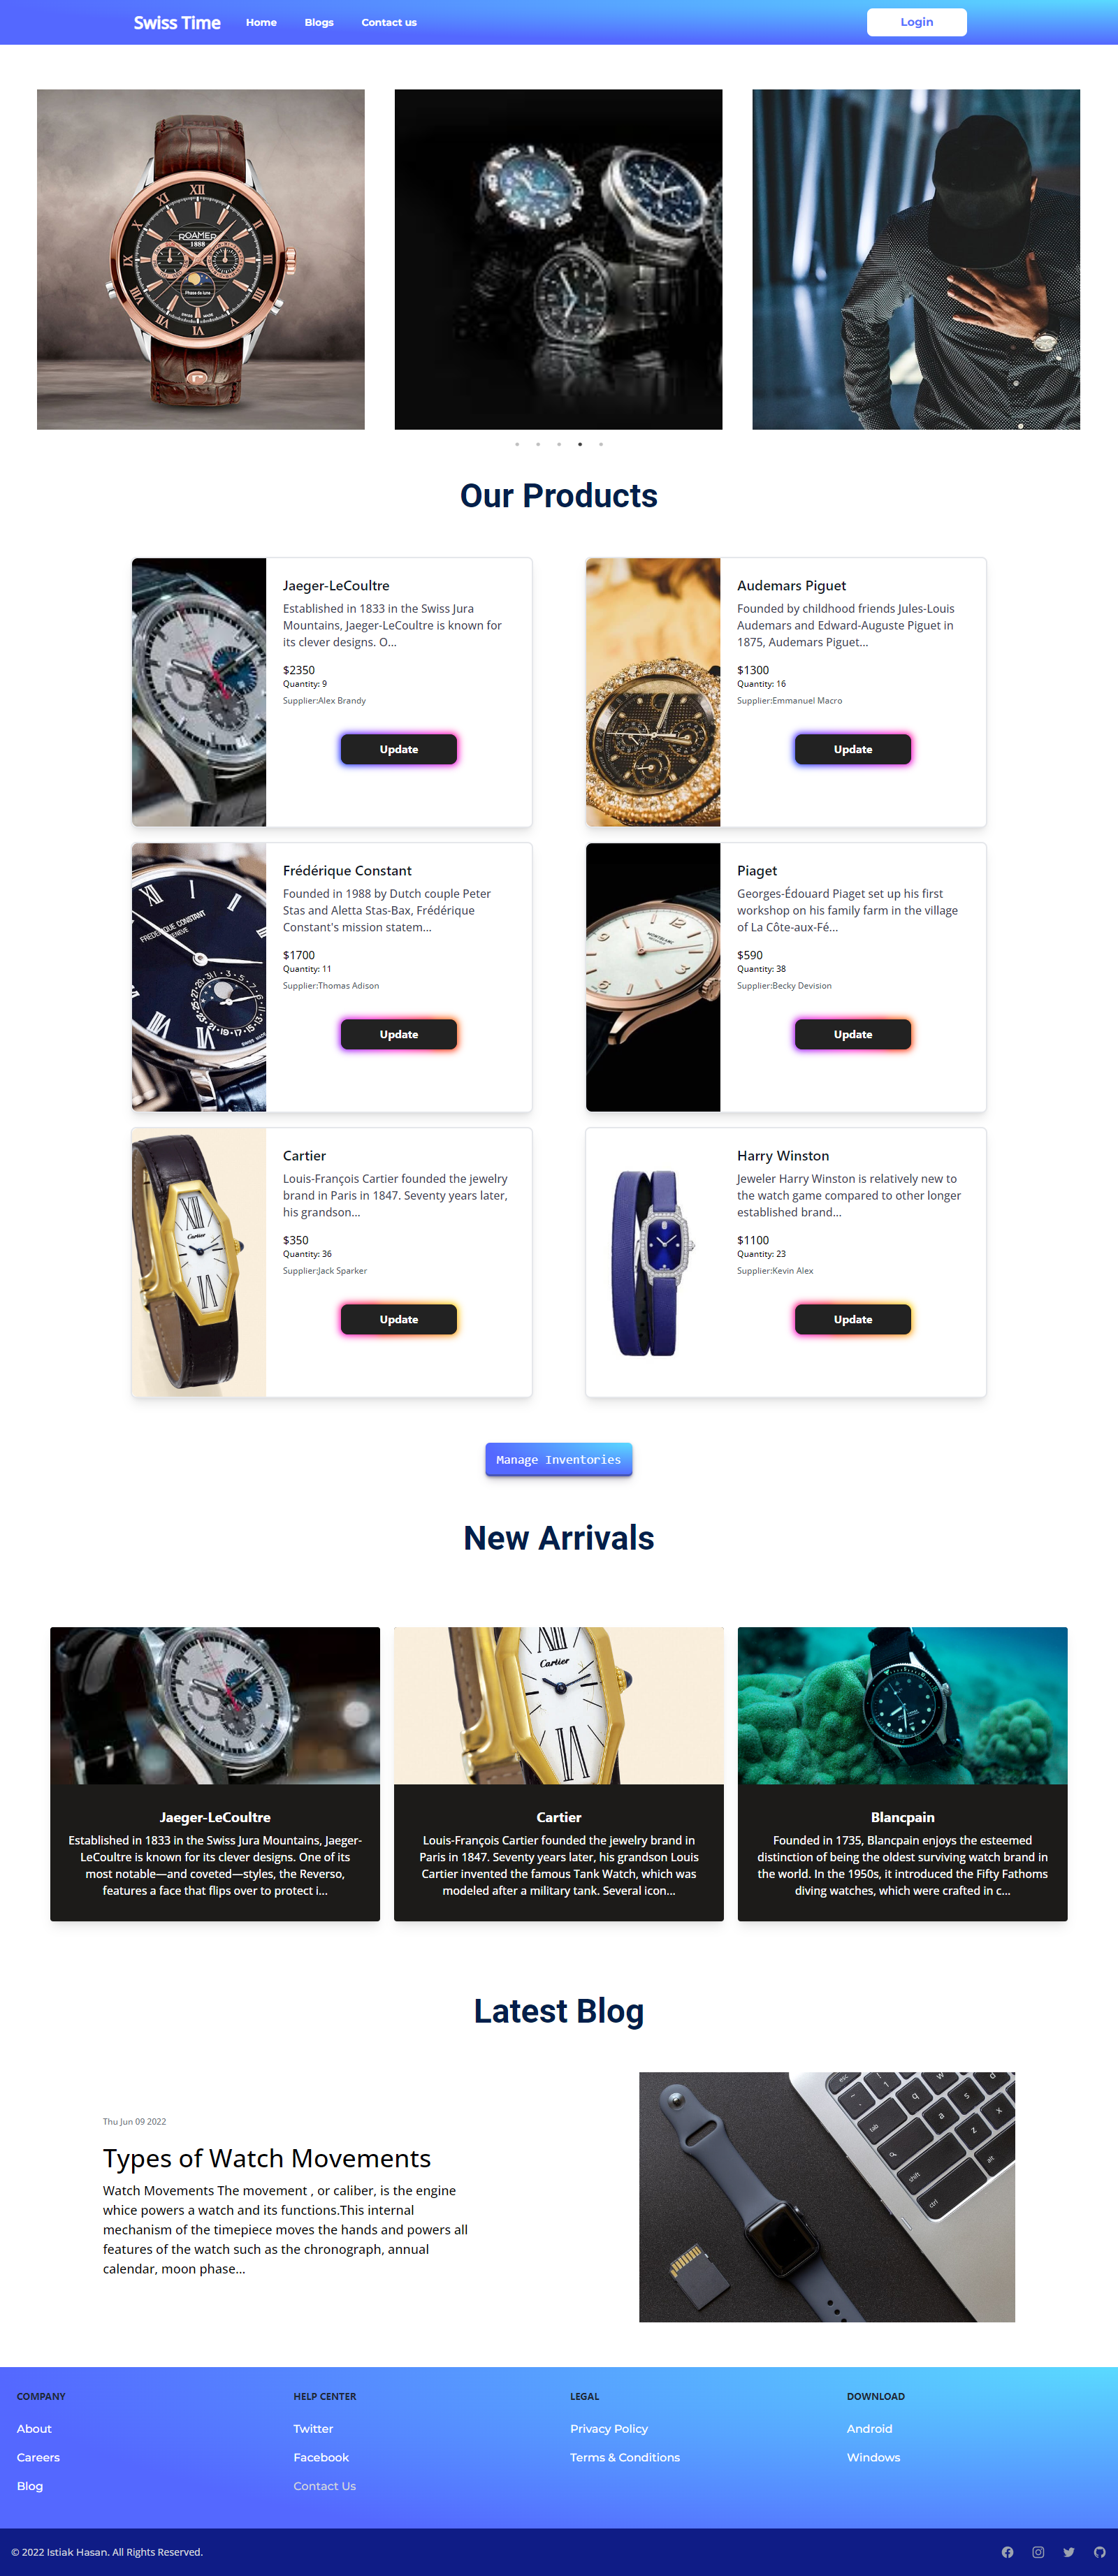 Swiss Time
Home
Blogs
Contact us
Login
ROAMER
1888
Our Products
Jaeger-LeCoultre
Established in 1833 in the Swiss Jura
Mountains, Jaeger-LeCoultre is known for
its clever designs. O...
$2350
Quantity: 9
Supplier:Alex Brandy
Update
Audemars Piguet
Founded by childhood friends Jules-Louis
Audemars and Edward-Auguste Piguet in
1875, Audemars Piguet...
$1300
Quantity: 16
Supplier:Emmanuel Macro
Update
Frédérique Constant
Founded in 1988 by Dutch couple Peter
Stas and Aletta Stas-Bax, Frédérique
Constant's mission statem...
$1700
Quantity: 11
Supplier:Thomas Adison
Update
Piaget
Georges-Édouard Piaget set up his first
workshop on his family farm in the village
of La Côte-aux-Fé...
$590
Quantity: 38
Supplier:Becky Devision
Update
Cartier
Louis-François Cartier founded the jewelry
brand in Paris in 1847. Seventy years later,
his grandson...
$350
Quantity: 36
Supplier:Jack Sparker
Update
Harry Winston
Jeweler Harry Winston is relatively new to
the watch game compared to other longer
established brand...
$1100
Quantity: 23
Supplier:Kevin Alex
Update
Manage Inventories
New Arrivals
Cartier
Jaeger-LeCoultre
Established in 1833 in the Swiss Jura Mountains, Jaeger-
LeCoultre is known for its clever designs. One of its
most notable—and coveted—styles, the Reverso,
features a face that flips over to protect i...
Cartier
Louis-François Cartier founded the jewelry brand in
Paris in 1847. Seventy years later, his grandson Louis
Cartier invented the famous Tank Watch, which was
modeled after a military tank. Several icon...
Blancpain
Founded in 1735, Blancpain enjoys the esteemed
distinction of being the oldest surviving watch brand in
the world. In the 1950s, it introduced the Fifty Fathoms
diving watches, which were crafted in c...
Latest Blog
Thu Jun 09 2022
Types of Watch Movements
Watch Movements The movement , or caliber, is the engine
whice powers a watch and its functions.This internal
mechanism of the timepiece moves the hands and powers all
features of the watch such as the chronograph, annual
calendar, moon phase...
COMPANY
About
Careers
Blog
HELP CENTER
Twitter
Facebook
Contact Us
LEGAL
Privacy Policy
Terms & Conditions
DOWNLOAD
Android
Windows
© 2022 Istiak Hasan. All Rights Reserved.